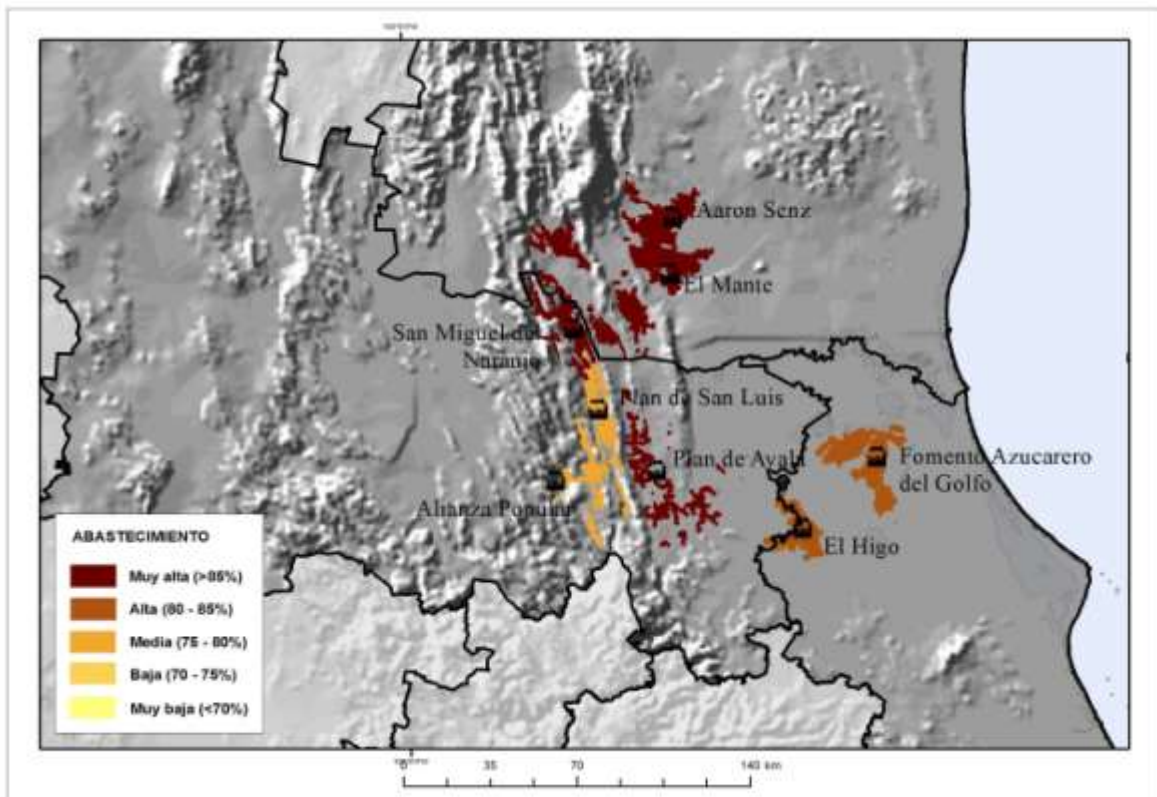 Aaron Senz
El Mante
San Miguel del
Naranjo
Plan de San Luis
Plan de Ayala
Fomento Azucarero
del Golfo
Alianza Popular
El Higo
ABASTECIMIENTO
Muy alta (>85%)
Alta (80 - 85%)
Media (75 - 80%)
Baja (70 - 75%)
Muy baja (<70%)
0 35 70 140 km